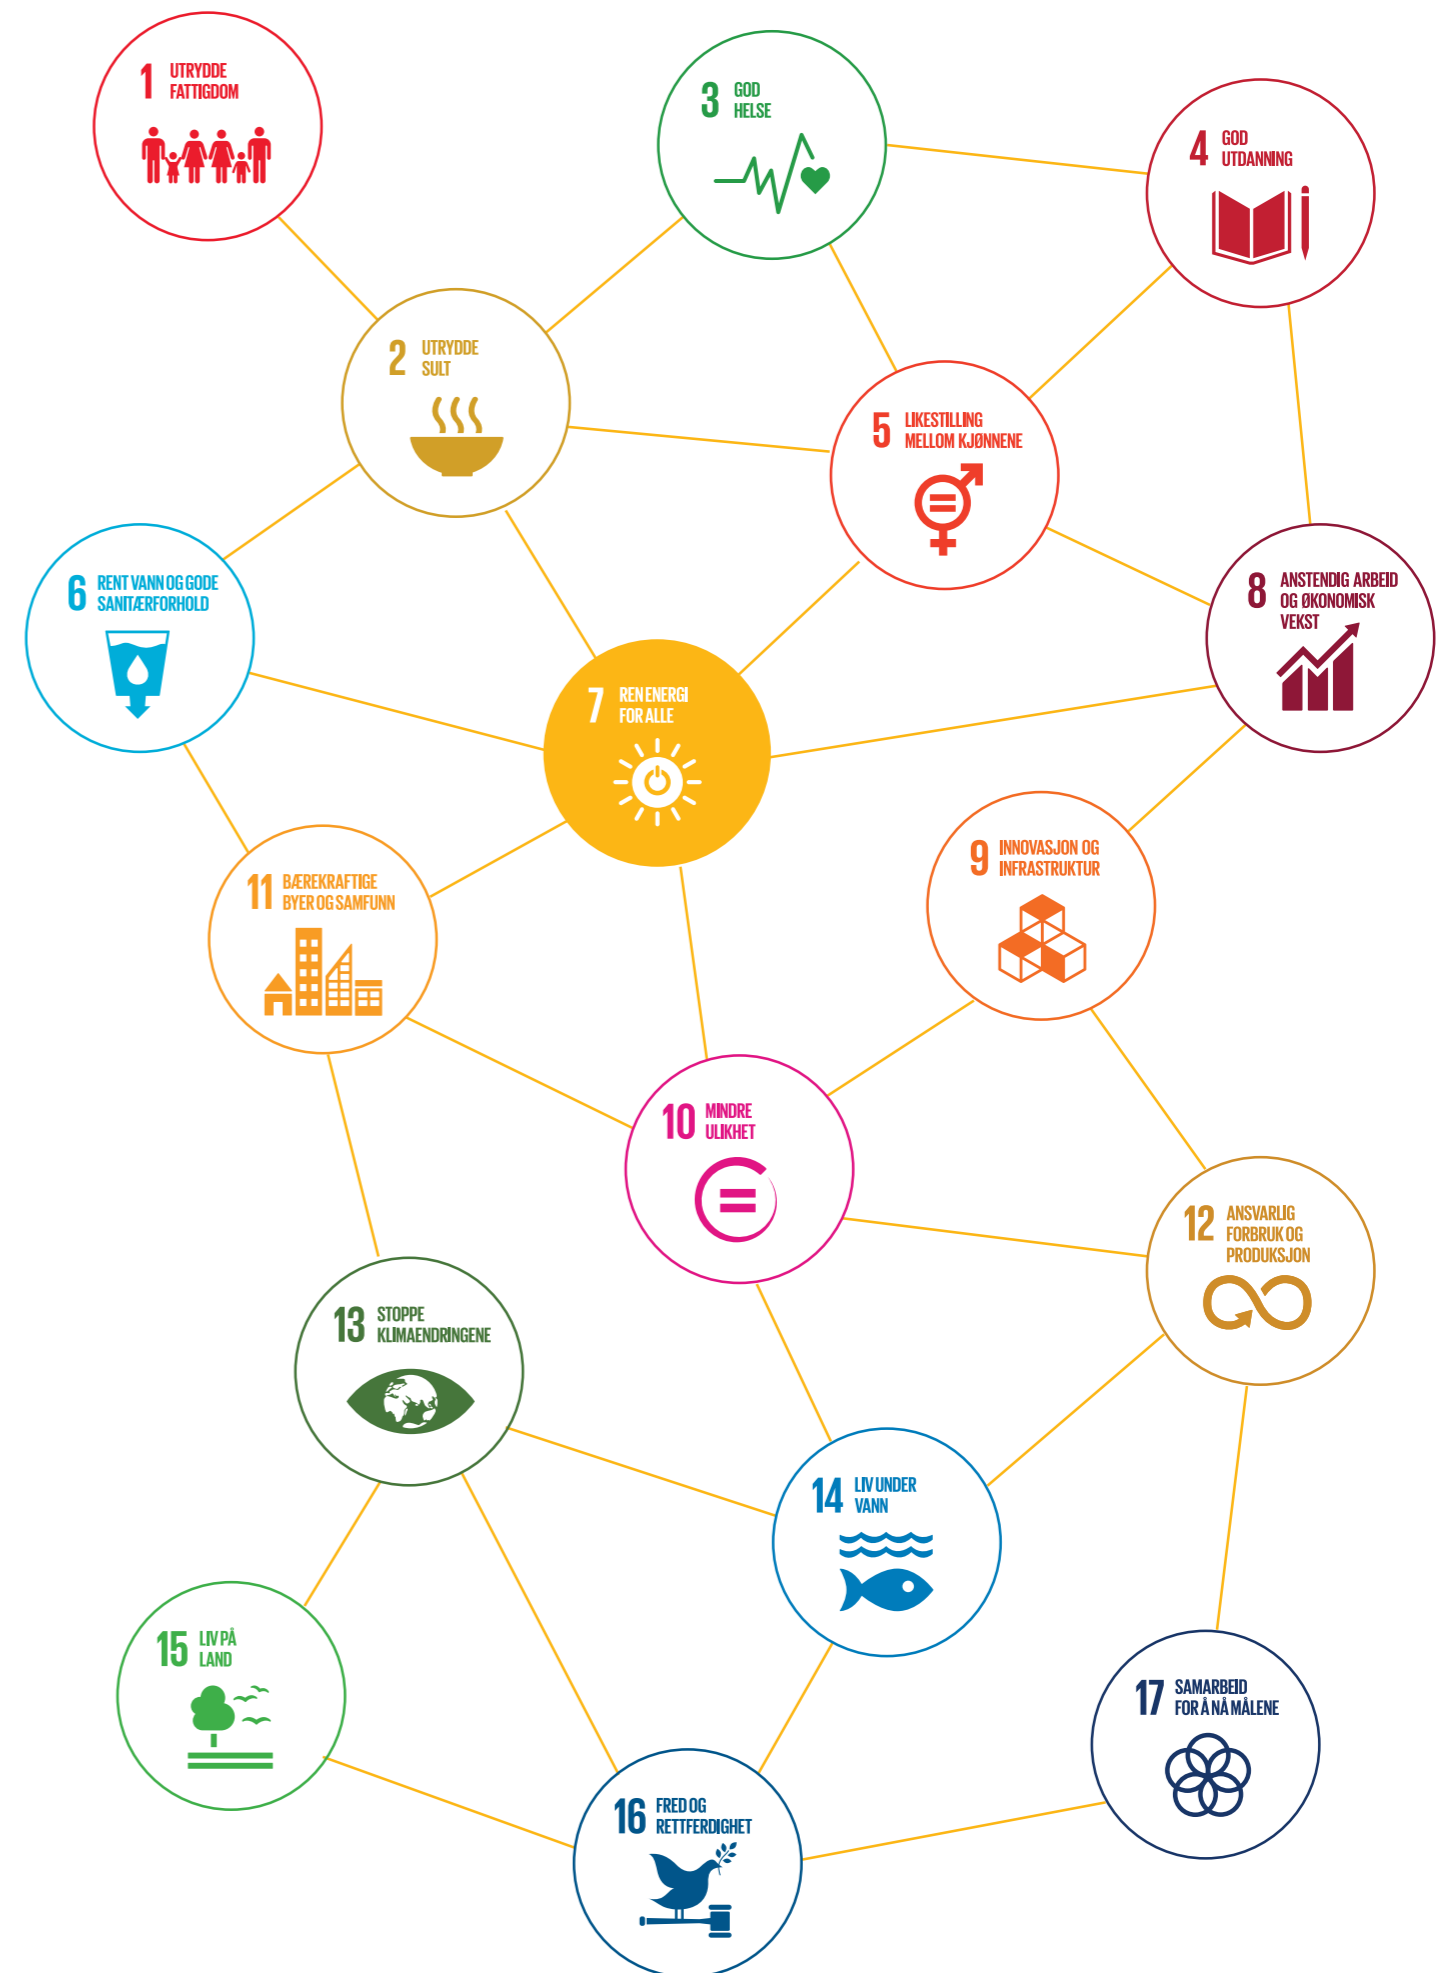 1 UTRYDDE
FATTIGDOM
3 GOD
HELSE
4 GOD
UTDANNING
2 UTRYDDE
SULT
5 LIKESTILLING
MELLOM KJØNNENE
6 RENT VANN OG GODE
SANITÆRFORHOLD
8 ANSTENDIG ARBEID
OG ØKONOMISK
VEKST
7 REN ENERGI
FOR ALLE
9 INNOVASJON OG
INFRASTRUKTUR
11 BÆREKRAFTIGE
BYER OG SAMFUNN
10 MINDRE
ULIKHET
12 ANSVARLIG
FORBRUK OG
PRODUKSJON
13 STOPPE
KLIMAENDRINGENE
14 LIV UNDER
VANN
15 LIV PÅ
LAND
17 SAMARBEID
FOR Å NÅ MÅLENE
16 FRED OG
RETTFERDIGHET